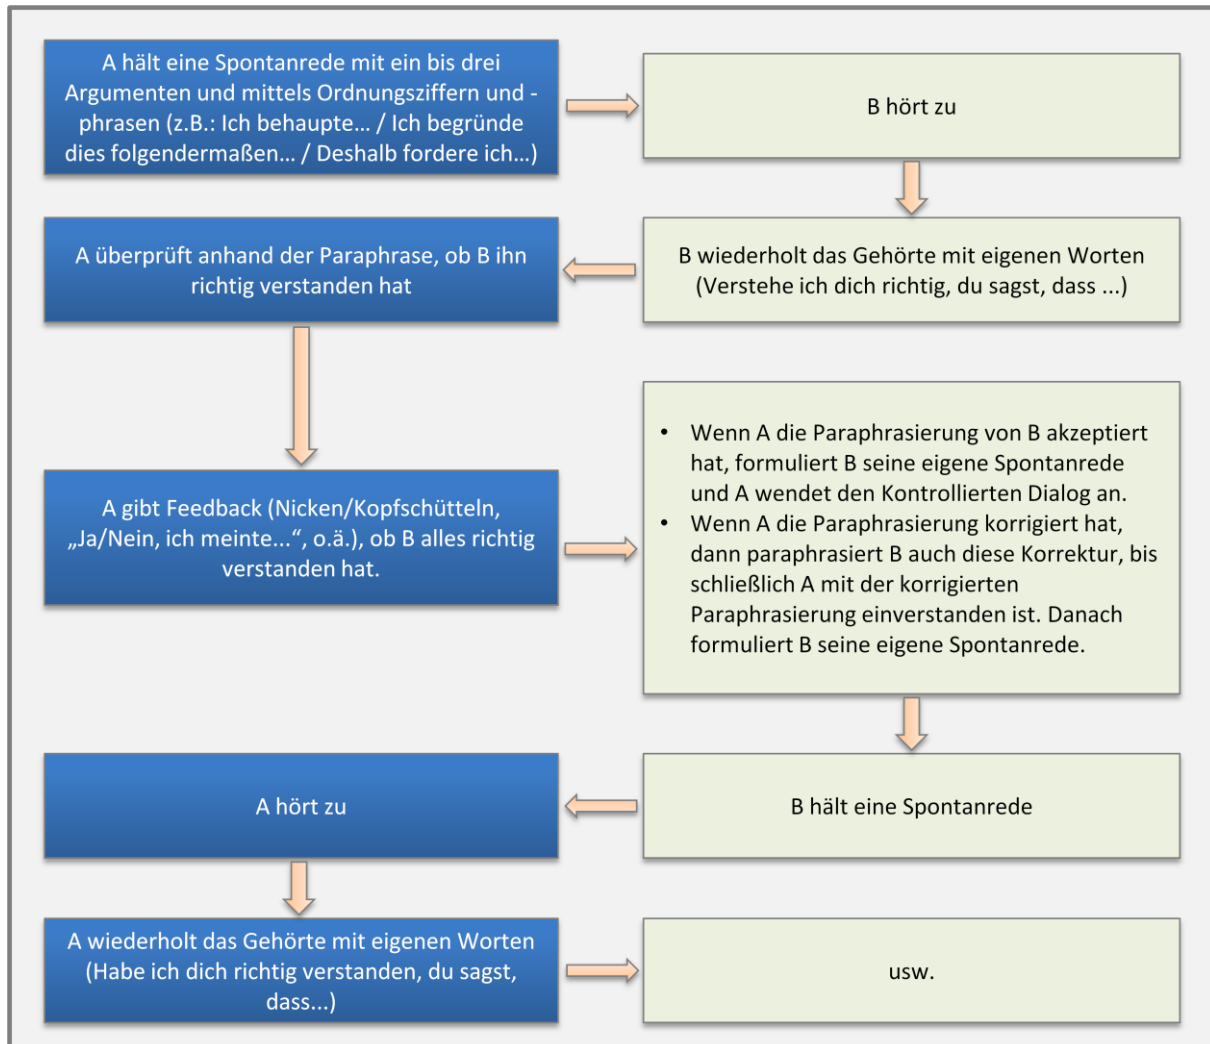 A hält eine Spontanrede mit ein bis drei
Argumenten und mittels Ordnungsziffern und -
phrasen (z.B.: Ich behaupte... / Ich begründe
dies folgendermaßen... / Deshalb fordere ich...)
B hört zu
B wiederholt das Gehörte mit eigenen Worten
(Verstehe ich dich richtig, du sagst, dass ...)
A überprüft anhand der Paraphrase, ob B ihn
richtig verstanden hat
A gibt Feedback (Nicken/Kopfschütteln,
„Ja/Nein, ich meinte...“, o.ä.), ob B alles richtig
verstanden hat.
• Wenn A die Paraphrasierung von B akzeptiert
hat, formuliert B seine eigene Spontanrede
und A wendet den Kontrollierten Dialog an.
• Wenn A die Paraphrasierung korrigiert hat,
dann paraphrasiert B auch diese Korrektur, bis
schließlich A mit der korrigierten
Paraphrasierung einverstanden ist. Danach
formuliert B seine eigene Spontanrede.
B hält eine Spontanrede
A hört zu
A wiederholt das Gehörte mit eigenen Worten
(Habe ich dich richtig verstanden, du sagst,
dass...)
usw.